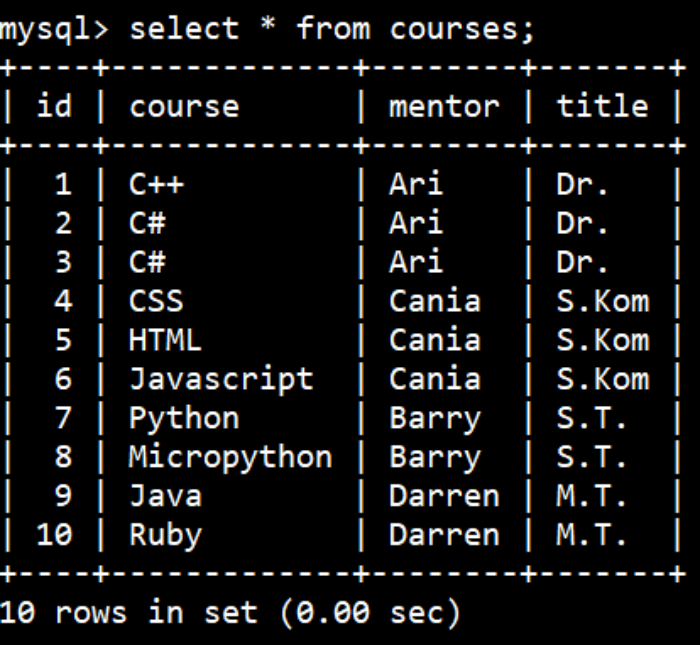 mysql> select * from courses;
+----+-------------+--------+-------+
| id | course      | mentor | title |
+----+-------------+--------+-------+
|  1 | C++         | Ari    | Dr.   |
|  2 | C#          | Ari    | Dr.   |
|  3 | C#          | Ari    | Dr.   |
|  4 | CSS         | Cania  | S.Kom |
|  5 | HTML        | Cania  | S.Kom |
|  6 | Javascript  | Cania  | S.Kom |
|  7 | Python      | Barry  | S.T.  |
|  8 | Micropython | Barry  | S.T.  |
|  9 | Java        | Darren | M.T.  |
| 10 | Ruby        | Darren | M.T.  |
+----+-------------+--------+-------+
10 rows in set (0.00 sec)